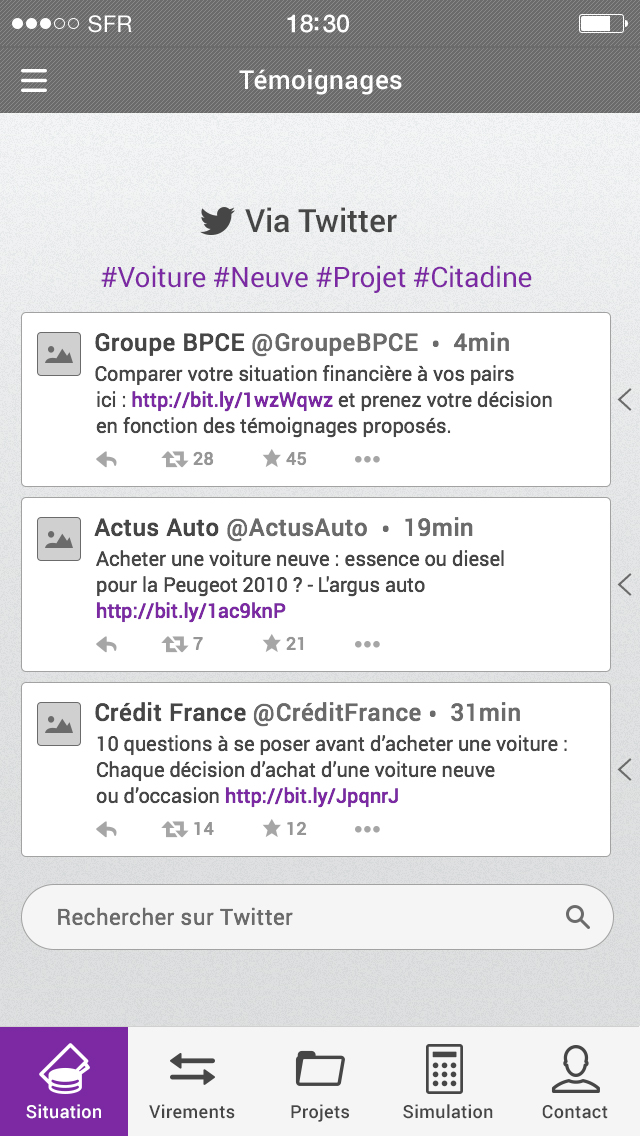 SFR 18:30
Témoignages
Via Twitter
#Voiture #Neuve #Projet #Citadine
Groupe BPCE @GroupeBPCE • 4min
Comparer votre situation financière à vos pairs
ici : http://bit.ly/1wzWqwz et prenez votre décision
en fonction des témoignages proposés.
28 45
Actus Auto @ActusAuto • 19min
Acheter une voiture neuve : essence ou diesel
pour la Peugeot 2010 ? - L'argus auto
http://bit.ly/1ac9knP
7 21
Crédit France @CréditFrance • 31min
10 questions à se poser avant d’acheter une voiture :
Chaque décision d’achat d’une voiture neuve
ou d’occasion http://bit.ly/JpqnrJ
14 12
Rechercher sur Twitter
Situation Virements Projets Simulation Contact